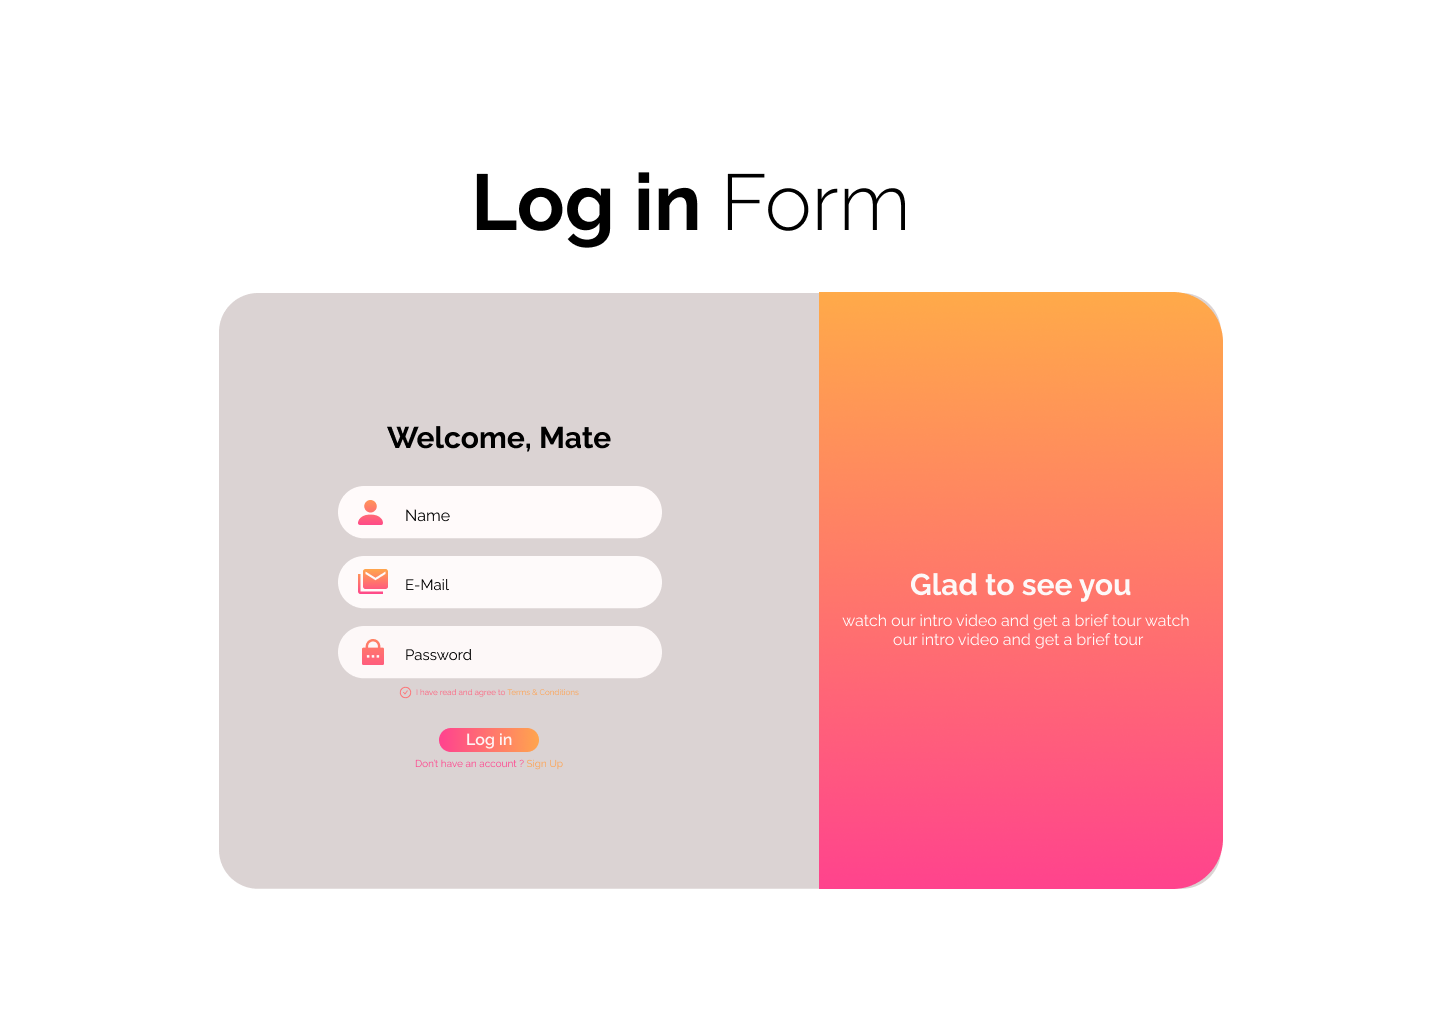 Log in Form
Welcome, Mate
Name
E-Mail
Password
I have read and agree to Terms & Conditions
Log in
Don't have an account ? Sign Up
Glad to see you
watch our intro video and get a brief tour watch
our intro video and get a brief tour